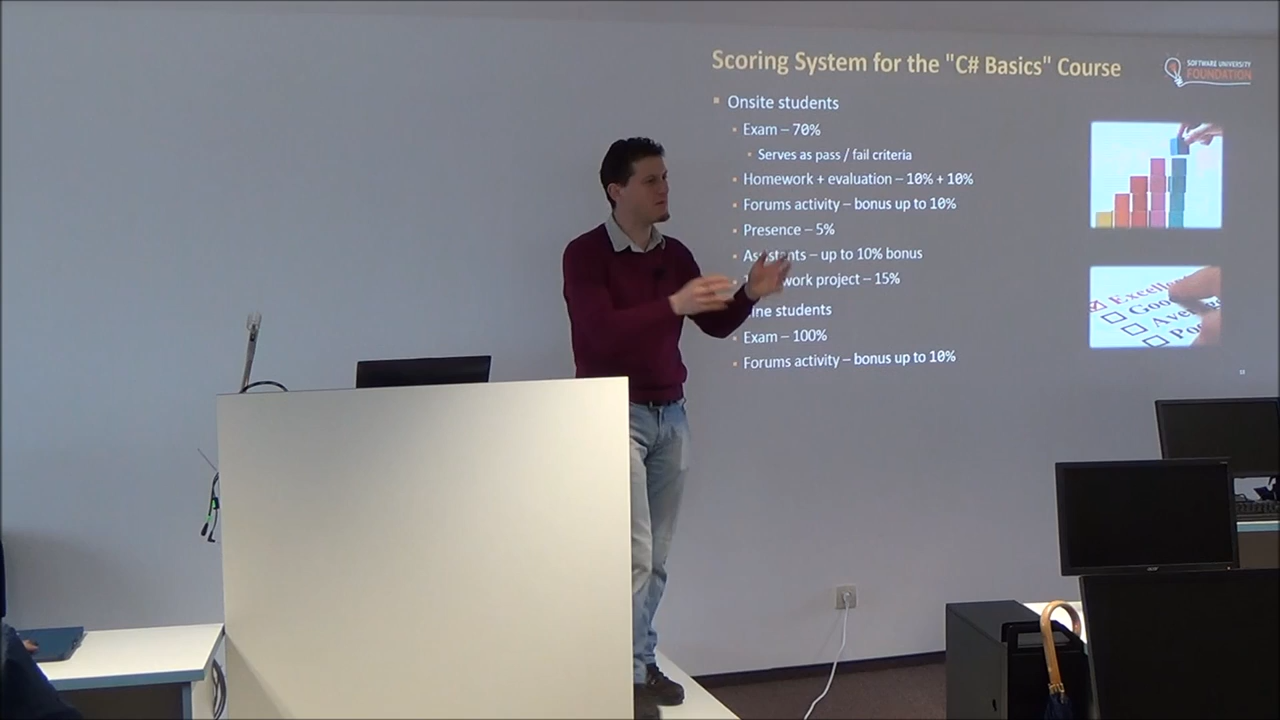 Scoring System for the "C# Basics" Course
SOFTWARE UNIVERSITY
FOUNDATION
Onsite students
Exam – 70%
Serves as pass / fail criteria
Homework + evaluation – 10% + 10%
Forums activity – bonus up to 10%
Presence – 5%
Assistants – up to 10% bonus
work project – 15%
students
Exam – 100%
Forums activity – bonus up to 10%